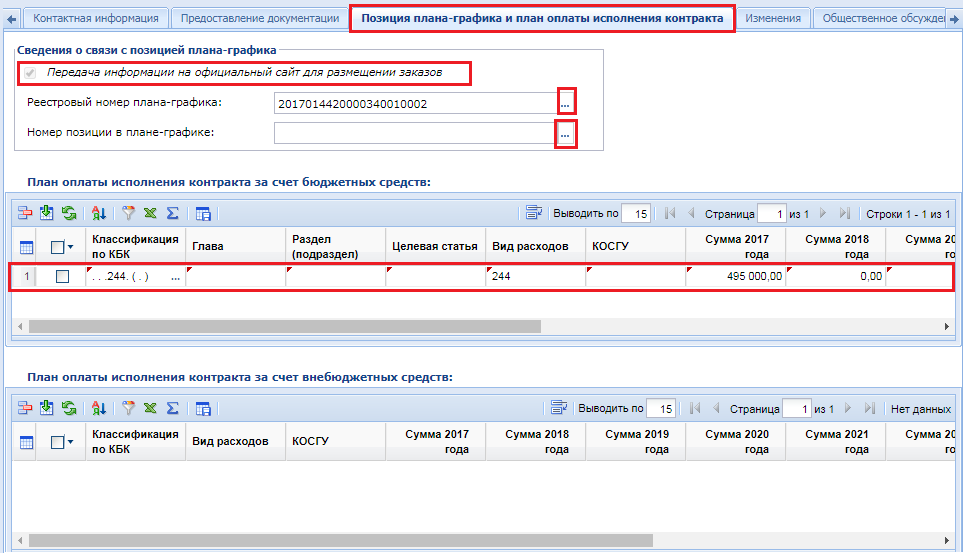 Контактная информация
Предоставление документации
Позиция плана-графика и план оплаты исполнения контракта
Изменения
Общественное обсужден
Сведения о связи с позицией плана-графика
Передача информации на официальный сайт для размещении заказов
Реестровый номер плана-графика: 2017014420000340010002 ...
Номер позиции в плане-графике: ...
План оплаты исполнения контракта за счет бюджетных средств:
Выводить по 15 Страница 1 из 1 Строки 1 - 1 из 1
Классификация по КБК Глава Раздел (подраздел) Целевая статья Вид расходов КОСГУ Сумма 2017 года Сумма 2018 года Сумма 20 года
1 . . .244. ( . ) ... 244 495 000,00 0,00
План оплаты исполнения контракта за счет внебюджетных средств:
Выводить по 15 Страница 1 из 1 Нет данных
Классификация по КБК Вид расходов КОСГУ Сумма 2017 года Сумма 2018 года Сумма 2019 года Сумма 2020 года Сумма 2021 года Сумма 20 года